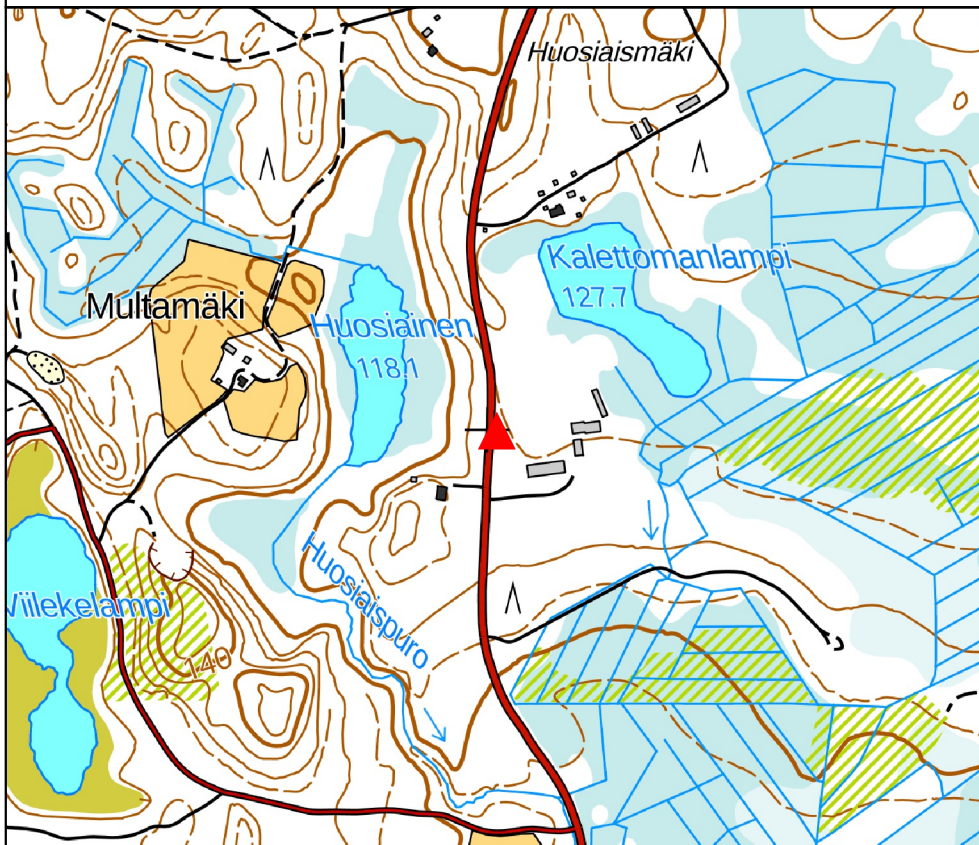 Huosiaismäki
Kalettomanlampi
127.7
Multamäki
Huosiainen
118.1
Huosiaispuro
Viilekelampi
140